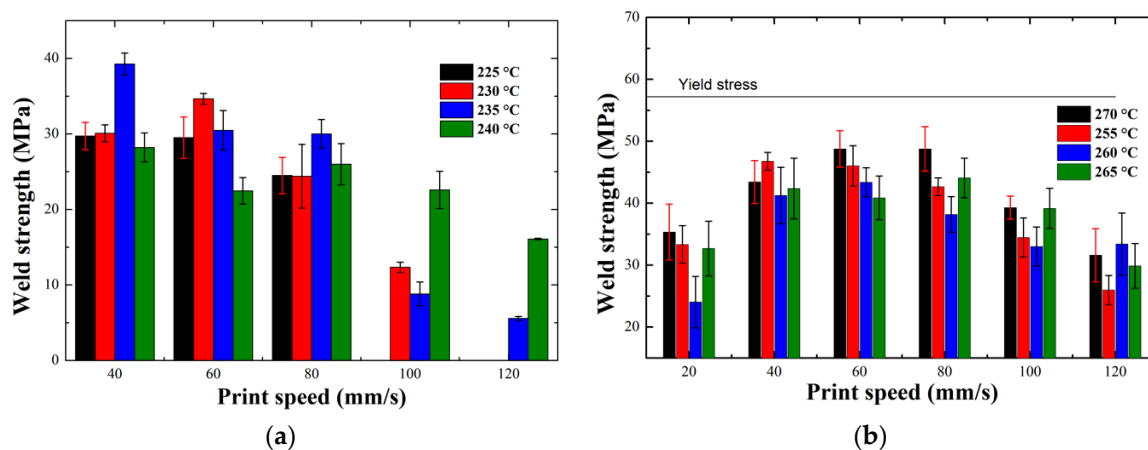 40
30
20
10
0
Weld strength (MPa)
225 °C
230 °C
235 °C
240 °C
40 60 80 100 120
Print speed (mm/s)
(a)
70
60
50
40
30
20
Weld strength (MPa)
Yield stress
270 °C
255 °C
260 °C
265 °C
20 40 60 80 100 120
Print speed (mm/s)
(b)